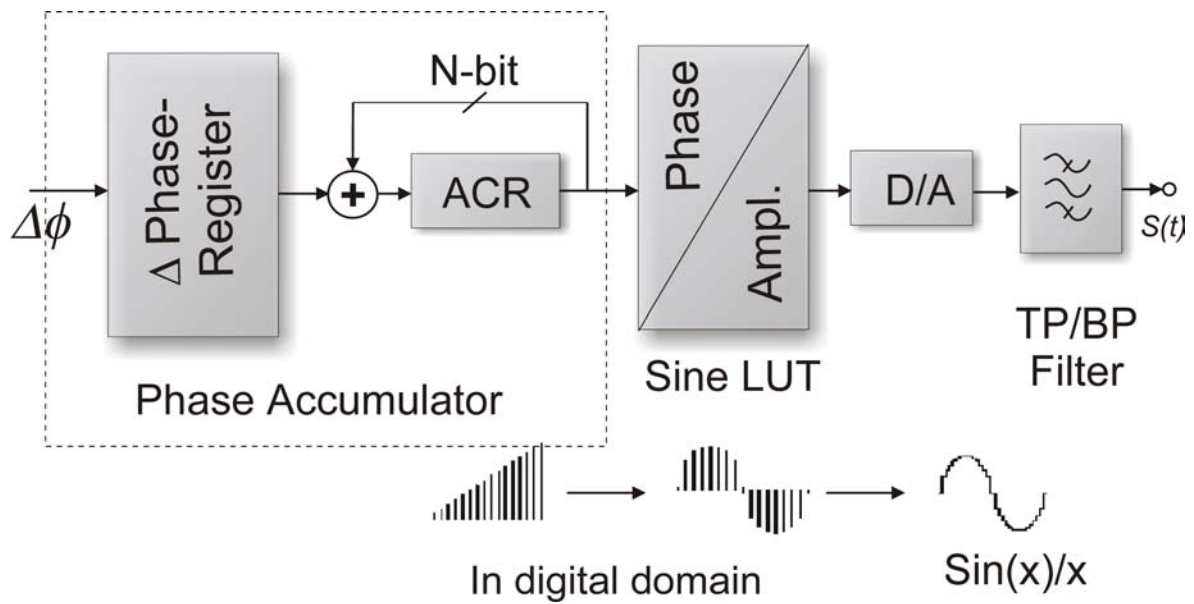 Δϕ
Δ Phase-
Register
+
N-bit
ACR
Phase Accumulator
Phase
Ampl.
Sine LUT
D/A
TP/BP
Filter
S(t)
In digital domain
Sin(x)/x